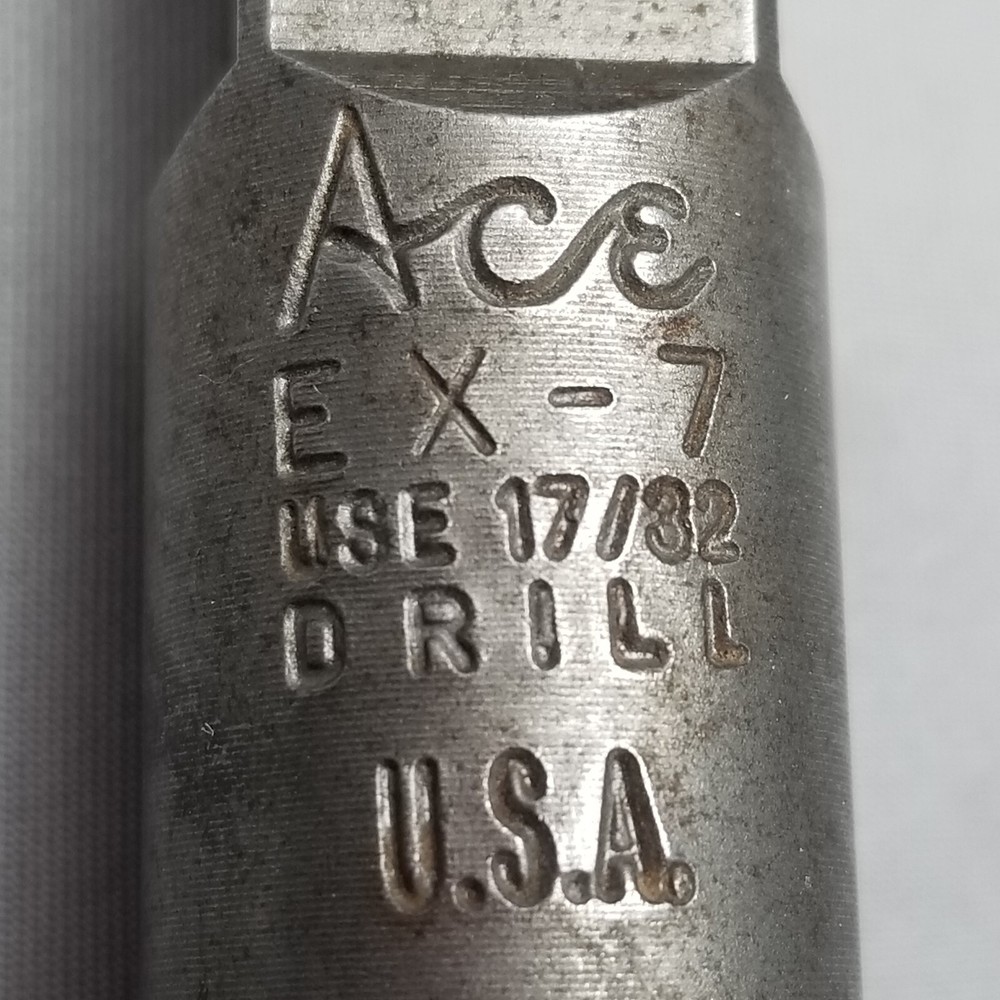 Ace
EX-7
USE 17/32
DRILL
U.S.A.